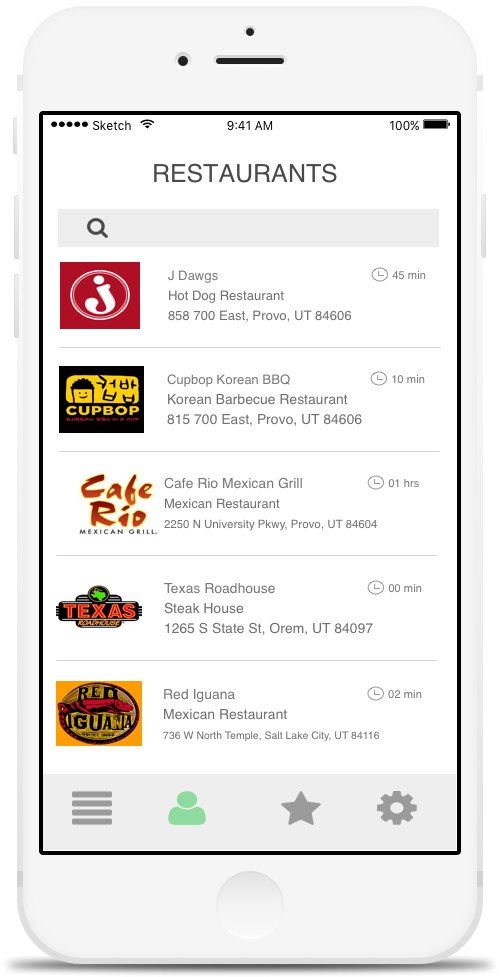 Sketch 9:41 AM 100%
RESTAURANTS
J
J Dawgs 45 min
Hot Dog Restaurant
858 700 East, Provo, UT 84606
컵밥
CUPBOP
KOREAN BBQ IN A CUP
Cupbop Korean BBQ 10 min
Korean Barbecue Restaurant
815 700 East, Provo, UT 84606
Cafe
Rio
MEXICAN GRILL.
Cafe Rio Mexican Grill 01 hrs
Mexican Restaurant
2250 N University Pkwy, Provo, UT 84604
TEXAS
ROADHOUSE
Texas Roadhouse 00 min
Steak House
1265 S State St, Orem, UT 84097
RED
IGUANA
Red Iguana 02 min
Mexican Restaurant
736 W North Temple, Salt Lake City, UT 84116